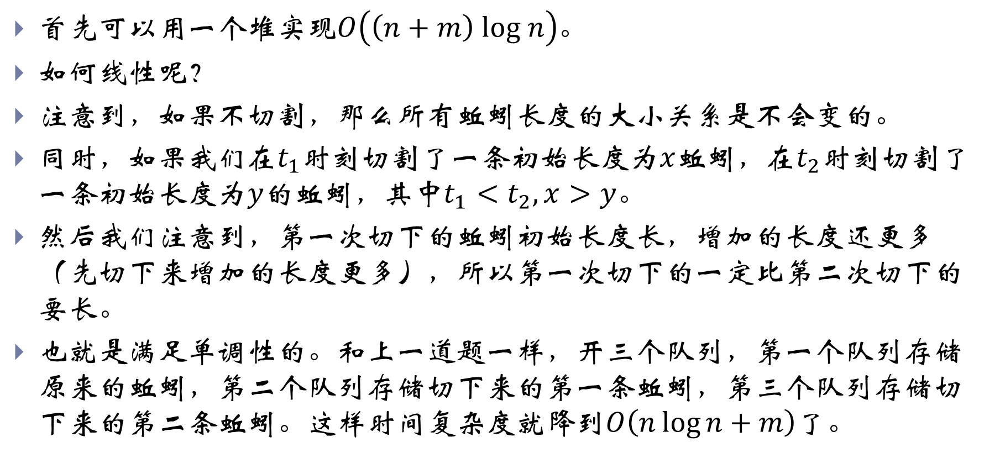 首先可以用一个堆实现O((n + m) log n)。
如何线性呢?
注意到，如果不切割，那么所有蚯蚓长度的大小关系是不会变的。
同时，如果我们在t₁时刻切割了一条初始长度为x蚯蚓，在t₂时刻切割了
一条初始长度为y的蚯蚓，其中t₁ < t₂, x > y。
然后我们注意到，第一次切下的蚯蚓初始长度长，增加的长度还更多
（先切下来增加的长度更多），所以第一次切下的一定比第二次切下的
要长。
也就是满足单调性的。和上一道题一样，开三个队列，第一个队列存储
原来的蚯蚓，第二个队列存储切下来的第一条蚯蚓，第三个队列存储切
下来的第二条蚯蚓。这样时间复杂度就降到O(n log n + m)了。